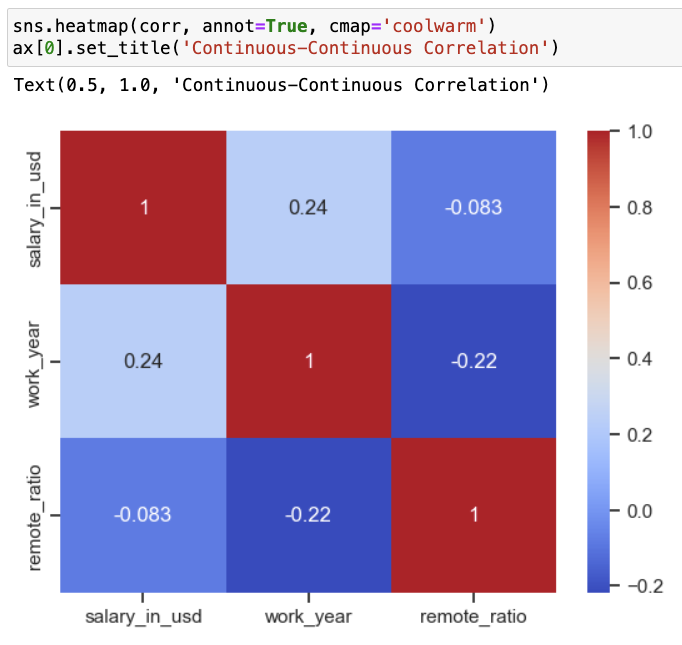 sns.heatmap(corr, annot=True, cmap='coolwarm')
ax[0].set_title('Continuous-Continuous Correlation')
Text(0.5, 1.0, 'Continuous-Continuous Correlation')
salary_in_usd
1
0.24
-0.083
work_year
0.24
1
-0.22
remote_ratio
-0.083
-0.22
1
salary_in_usd
work_year
remote_ratio
1.0
0.8
0.6
0.4
0.2
0.0
−0.2